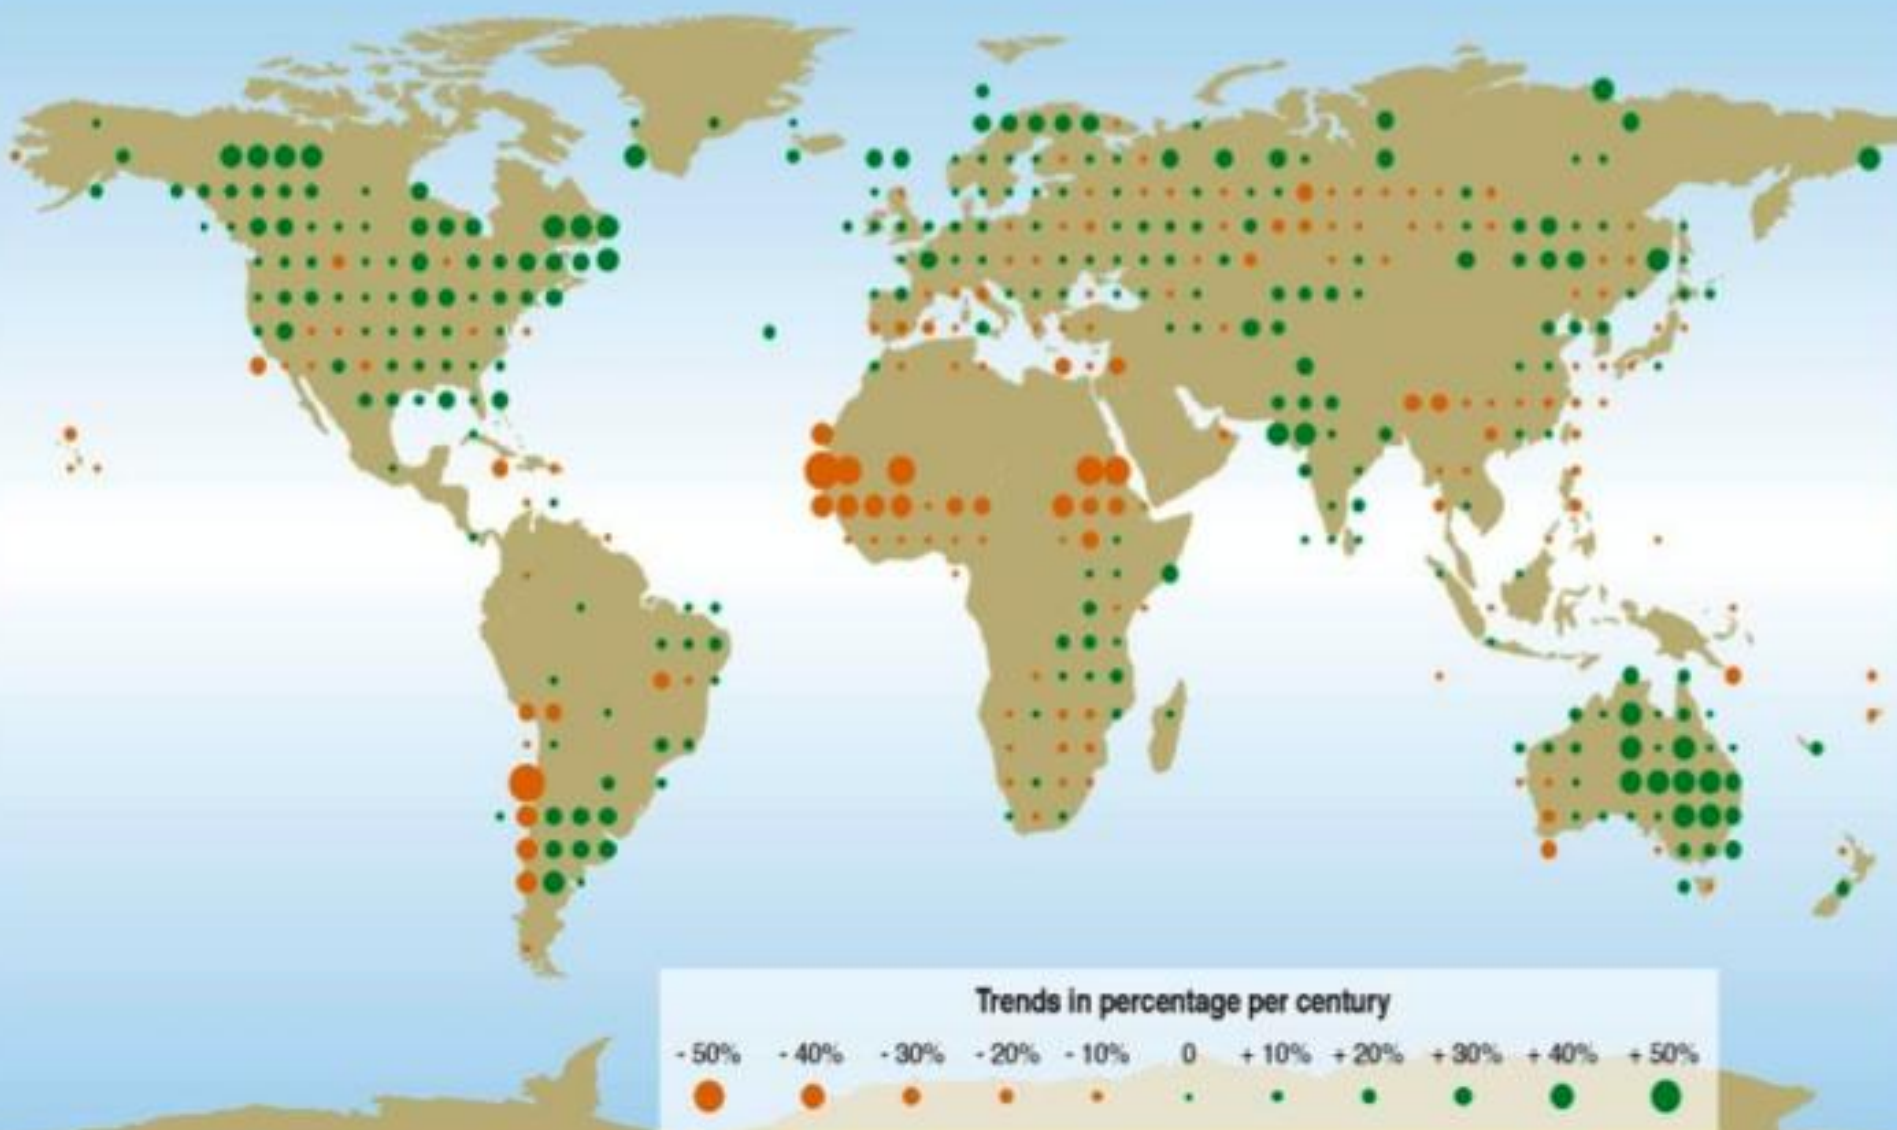 Trends in percentage per century
- 50% - 40% - 30% - 20% - 10% 0 + 10% + 20% + 30% + 40% + 50%